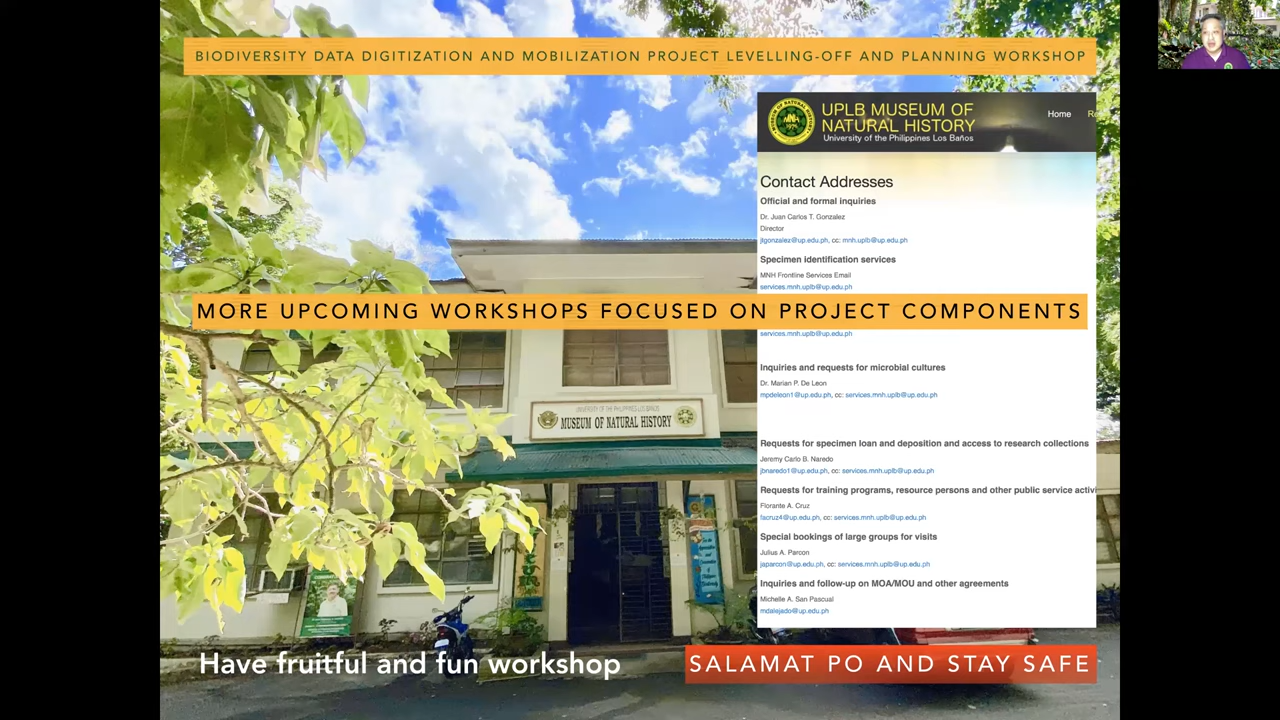 BIODIVERSITY DATA DIGITIZATION AND MOBILIZATION PROJECT LEVELLING-OFF AND PLANNING WORKSHOP
UPLB MUSEUM OF
NATURAL HISTORY
University of the Philippines Los Baños
Home
Contact Addresses
Official and formal inquiries
Dr. Juan Carlos T. Gonzalez
Director
jtgonzalez@up.edu.ph, cc: mnh.uplb@up.edu.ph
Specimen identification services
MNH Frontline Services Email
services.mnh.uplb@up.edu.ph
MORE UPCOMING WORKSHOPS FOCUSED ON PROJECT COMPONENTS
services.mnh.uplb@up.edu.ph
Inquiries and requests for microbial cultures
Dr. Marian P. De Leon
mpdeleon1@up.edu.ph, cc: services.mnh.uplb@up.edu.ph
UNIVERSITY OF THE PHILIPPINES LOS BAÑOS
MUSEUM OF NATURAL HISTORY
Requests for specimen loan and deposition and access to research collections
Jeremy Carlo B. Naredo
jbnaredo1@up.edu.ph, cc: services.mnh.uplb@up.edu.ph
Requests for training programs, resource persons and other public service activi
Florante A. Cruz
facruz4@up.edu.ph, cc: services.mnh.uplb@up.edu.ph
Special bookings of large groups for visits
Julius A. Parcon
japarcon@up.edu.ph, cc: services.mnh.uplb@up.edu.ph
Inquiries and follow-up on MOA/MOU and other agreements
Michelle A. San Pascual
mdalejado@up.edu.ph
Have fruitful and fun workshop
SALAMAT PO AND STAY SAFE